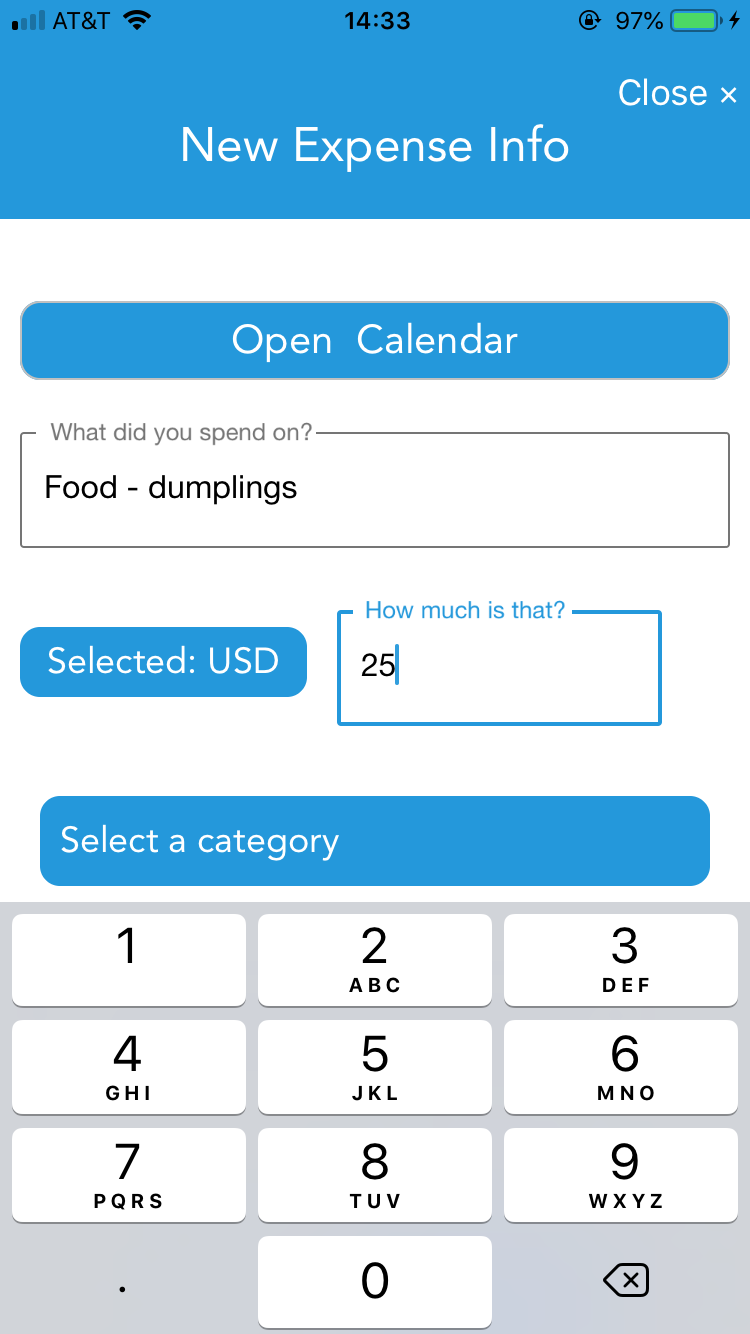 AT&T 14:33 97%
Close ×
New Expense Info
Open Calendar
What did you spend on?
Food - dumplings
How much is that?
Selected: USD
25
Select a category
1 2 3
ABC DEF
4 5 6
GHI JKL MNO
7 8 9
PQRS TUV WXYZ
. 0